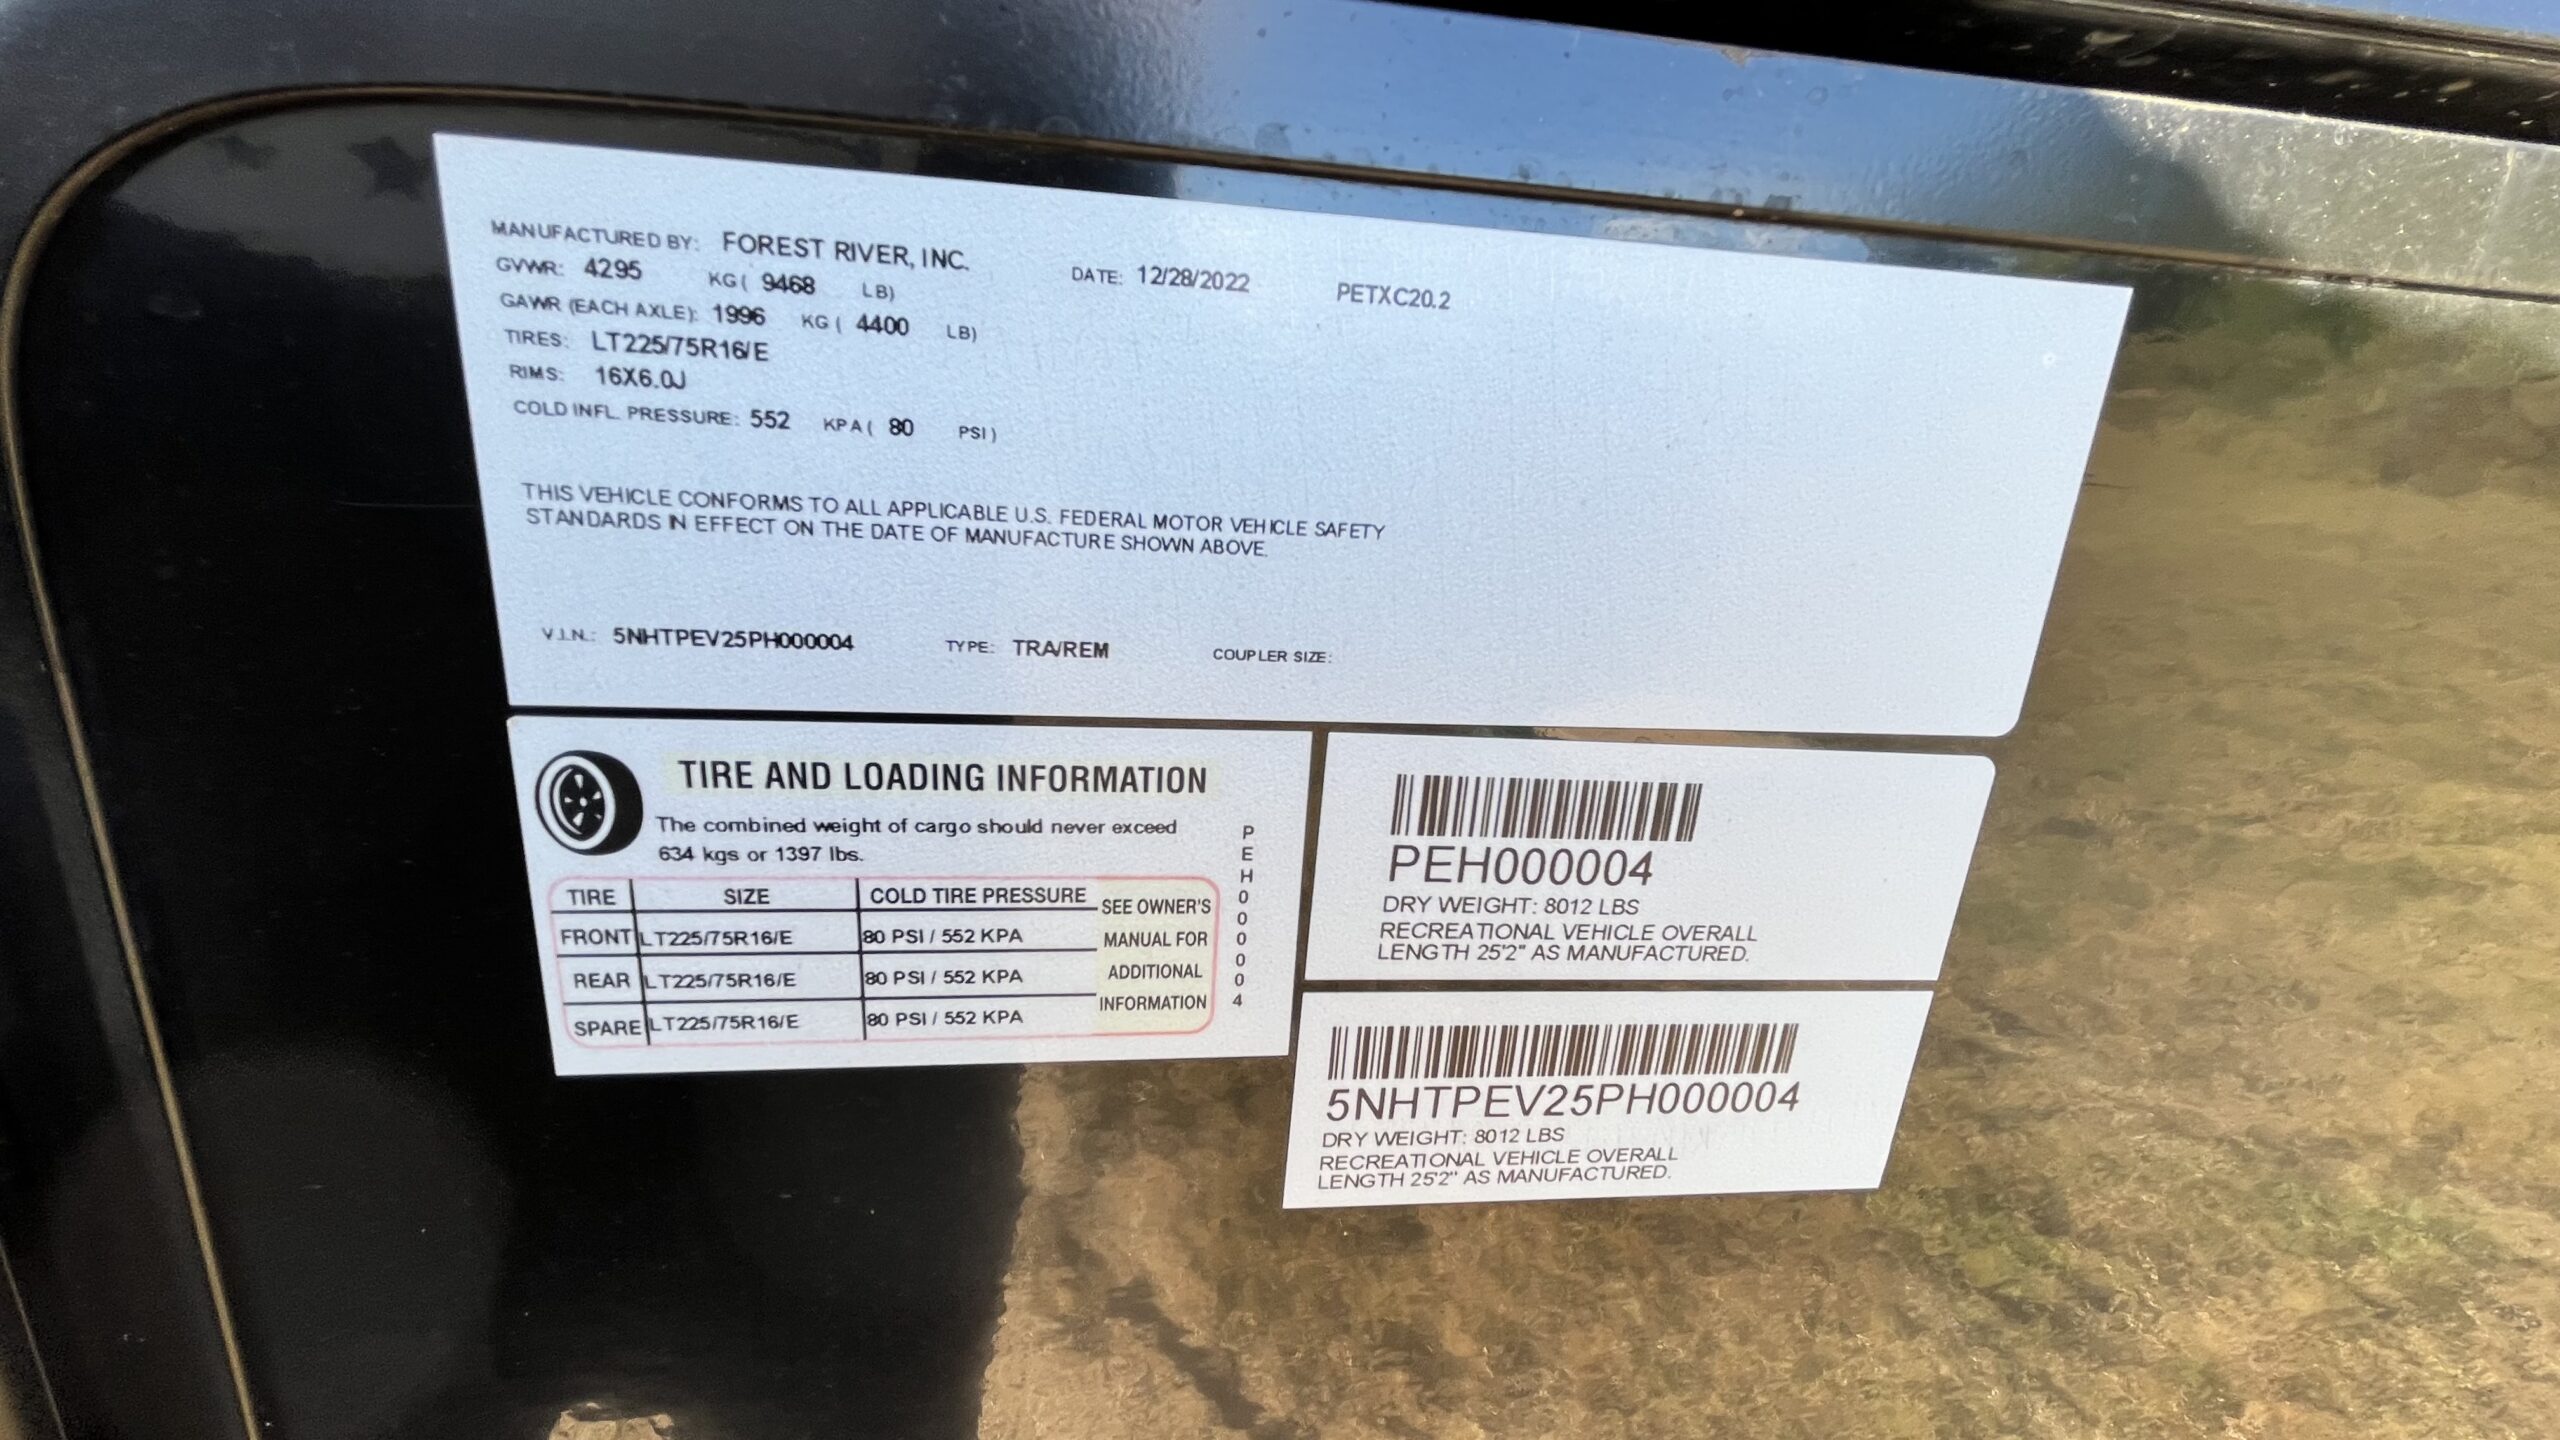 MANUFACTURED BY: FOREST RIVER, INC. DATE: 12/28/2022 PETXC20.2
GVWR: 4295 KG( 9468 LB)
GAWR (EACH AXLE): 1996 KG ( 4400 LB)
TIRES: LT225/75R16/E
RIMS: 16X6.0J
COLD INFL. PRESSURE: 552 KPA( 80 PSI)
THIS VEHICLE CONFORMS TO ALL APPLICABLE U.S. FEDERAL MOTOR VEHICLE SAFETY
STANDARDS IN EFFECT ON THE DATE OF MANUFACTURE SHOWN ABOVE.
V.I.N.: 5NHTPEV25PH000004 TYPE: TRA/REM COUPLER SIZE:
TIRE AND LOADING INFORMATION
The combined weight of cargo should never exceed
634 kgs or 1397 lbs.
TIRE SIZE COLD TIRE PRESSURE
FRONT LT225/75R16/E 80 PSI / 552 KPA
REAR LT225/75R16/E 80 PSI / 552 KPA
SPARE LT225/75R16/E 80 PSI / 552 KPA
SEE OWNER'S
MANUAL FOR
ADDITIONAL
INFORMATION
PEH000004
PEH000004
DRY WEIGHT: 8012 LBS
RECREATIONAL VEHICLE OVERALL
LENGTH 25'2" AS MANUFACTURED.
5NHTPEV25PH000004
DRY WEIGHT: 8012 LBS
RECREATIONAL VEHICLE OVERALL
LENGTH 25'2" AS MANUFACTURED.